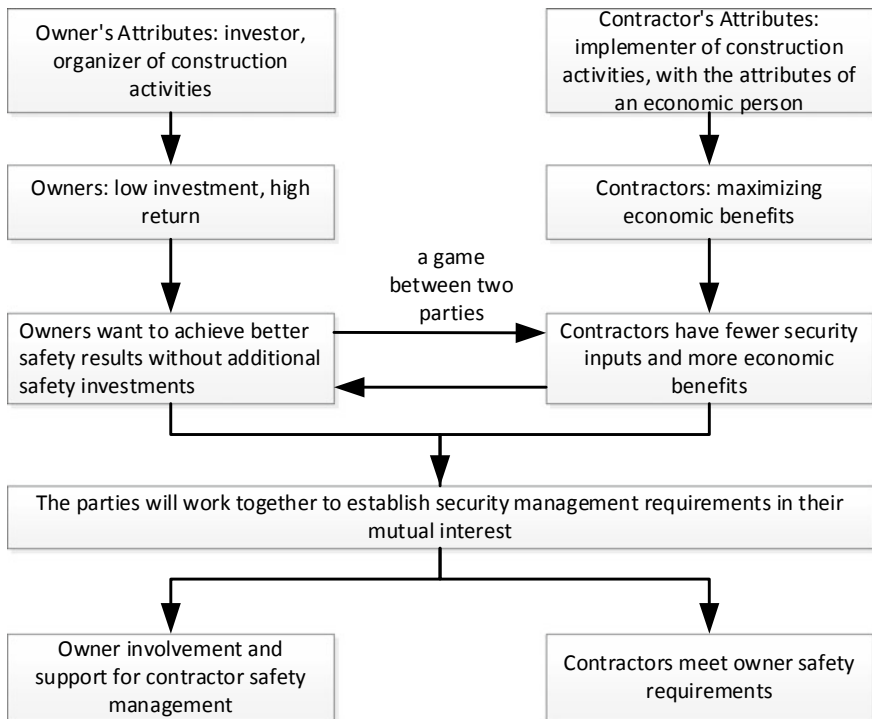 Owner's Attributes: investor,
organizer of construction
activities
Contractor's Attributes:
implementer of construction
activities, with the attributes of
an economic person
Owners: low investment, high
return
Contractors: maximizing
economic benefits
a game
between two
parties
Owners want to achieve better
safety results without additional
safety investments
Contractors have fewer security
inputs and more economic
benefits
The parties will work together to establish security management requirements in their
mutual interest
Owner involvement and
support for contractor safety
management
Contractors meet owner safety
requirements